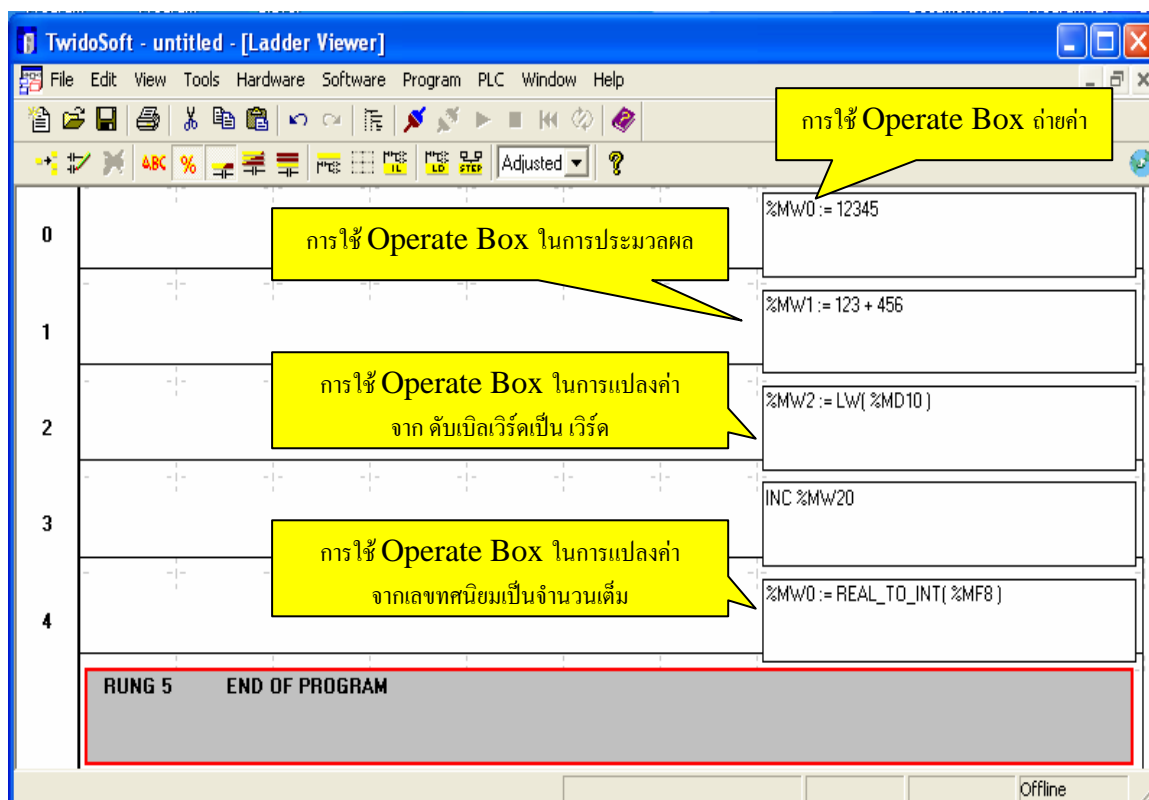 TwidoSoft - untitled - [Ladder Viewer]
File Edit View Tools Hardware Software Program PLC Window Help
การใช้ Operate Box ถ่ายค่า
ABC % IL LD STEP Adjusted
0
%MW0 := 12345
การใช้ Operate Box ในการประมวลผล
1
%MW1 := 123 + 456
การใช้ Operate Box ในการแปลงค่า
จาก ดับเบิลเวิร์ดเป็น เวิร์ด
2
%MW2 := LW( %MD10 )
3
INC %MW20
การใช้ Operate Box ในการแปลงค่า
จากเลขทศนิยมเป็นจำนวนเต็ม
4
%MW0 := REAL_TO_INT( %MF8 )
RUNG 5 END OF PROGRAM
Offline